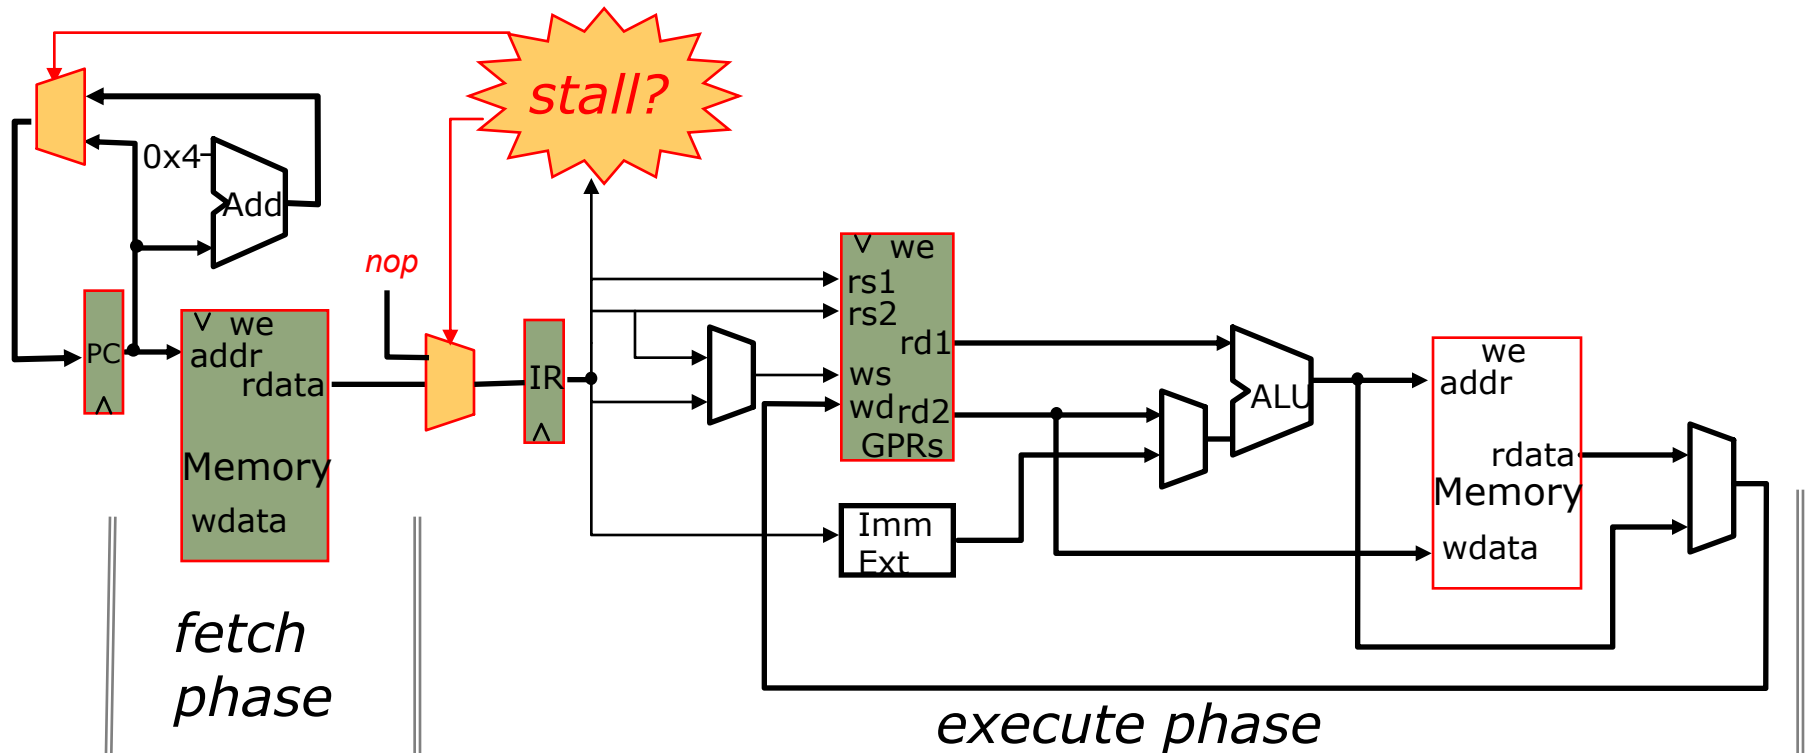 stall?
0x4
Add
nop
PC
we
addr
rdata
Memory
wdata
IR
we
rs1
rs2
rd1
ws
wd rd2
GPRs
Imm
Ext
ALU
we
addr
rdata
Memory
wdata
fetch
phase
execute phase